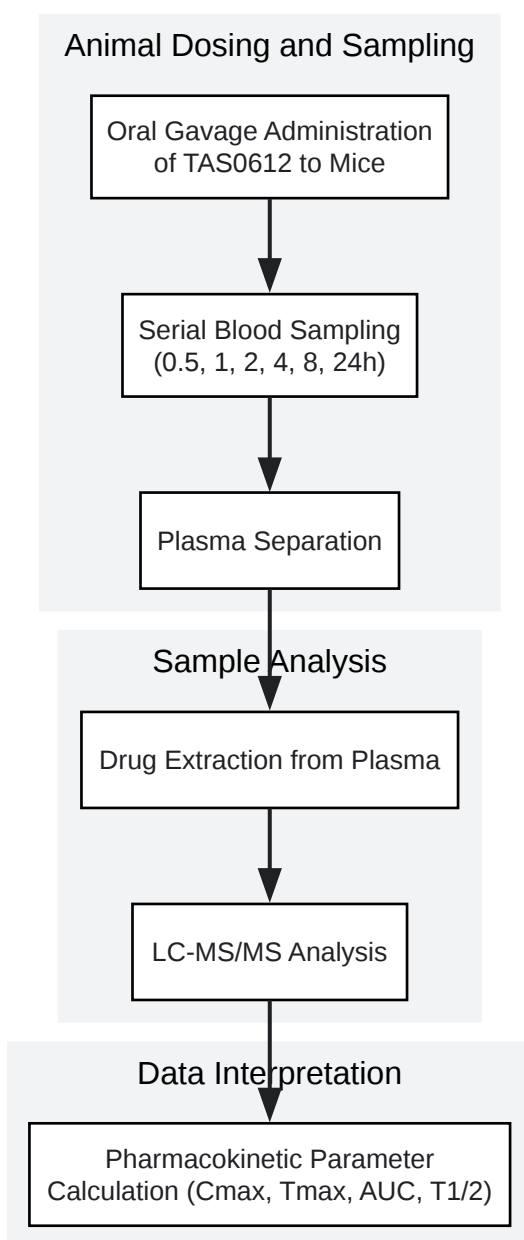 Animal Dosing and Sampling
Oral Gavage Administration
of TAS0612 to Mice
Serial Blood Sampling
(0.5, 1, 2, 4, 8, 24h)
Plasma Separation
Sample Analysis
Drug Extraction from Plasma
LC-MS/MS Analysis
Data Interpretation
Pharmacokinetic Parameter
Calculation (Cmax, Tmax, AUC, T1/2)